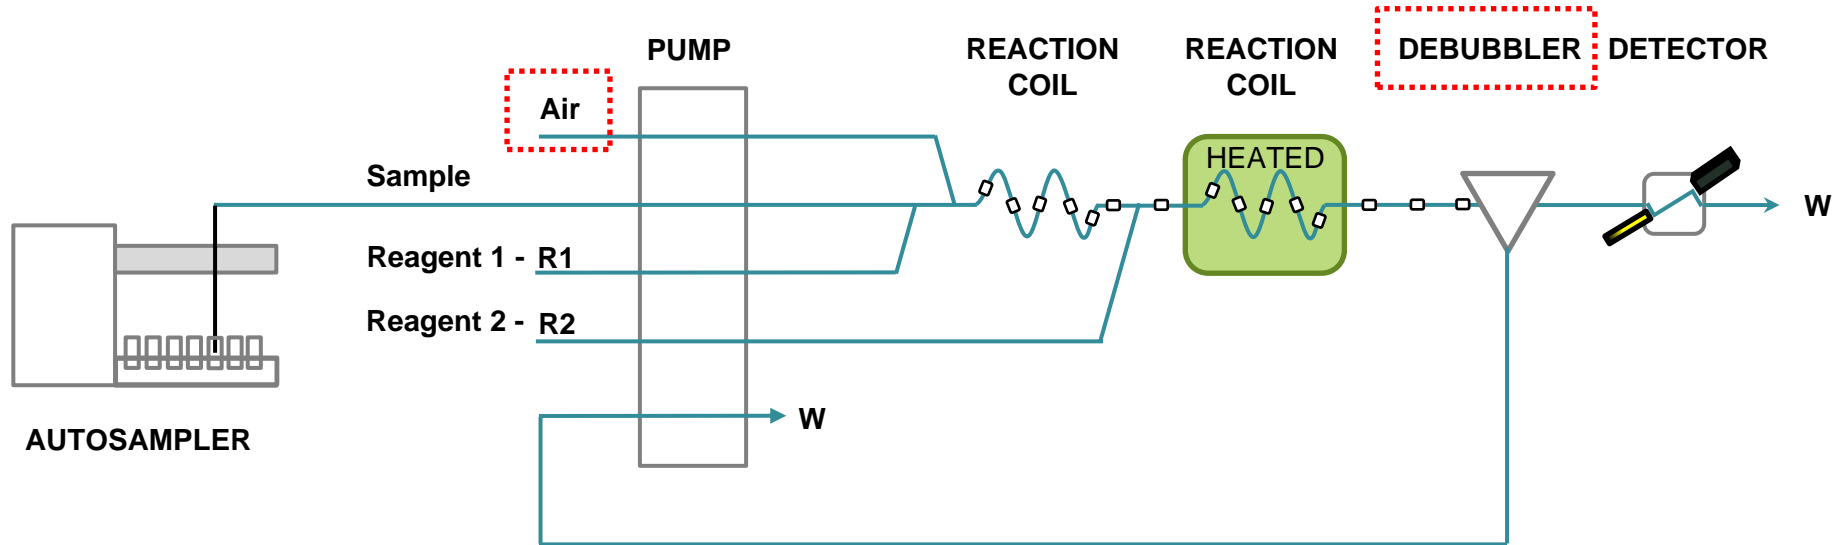 PUMP
REACTION
COIL
REACTION
COIL
DEBUBBLER
DETECTOR
Air
Sample
HEATED
W
Reagent 1 - R1
Reagent 2 - R2
W
AUTOSAMPLER